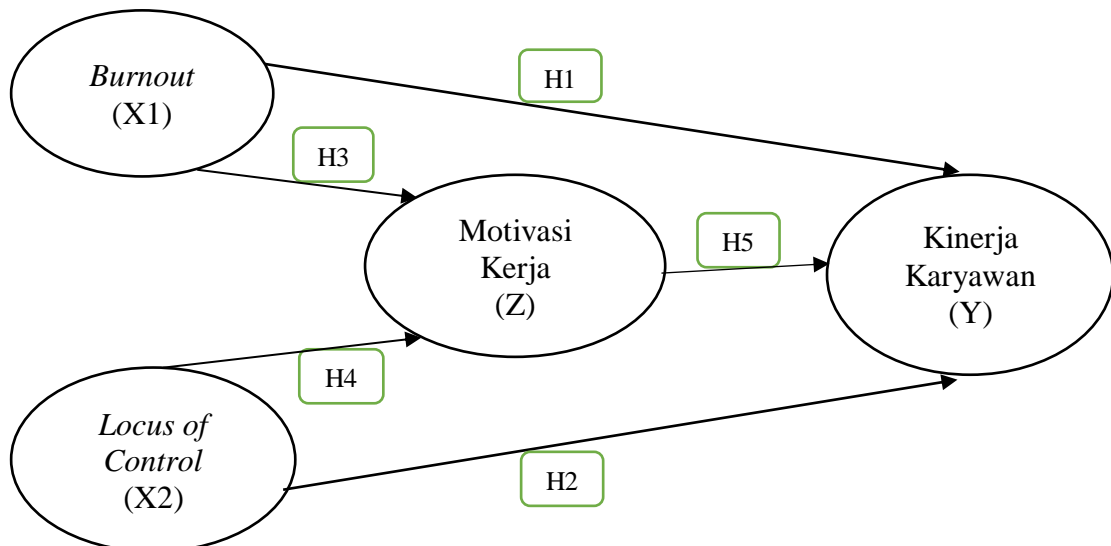 Burnout
(X1)
H1
H3
Motivasi
Kerja
(Z)
H5
Kinerja
Karyawan
(Y)
H4
Locus of
Control
(X2)
H2